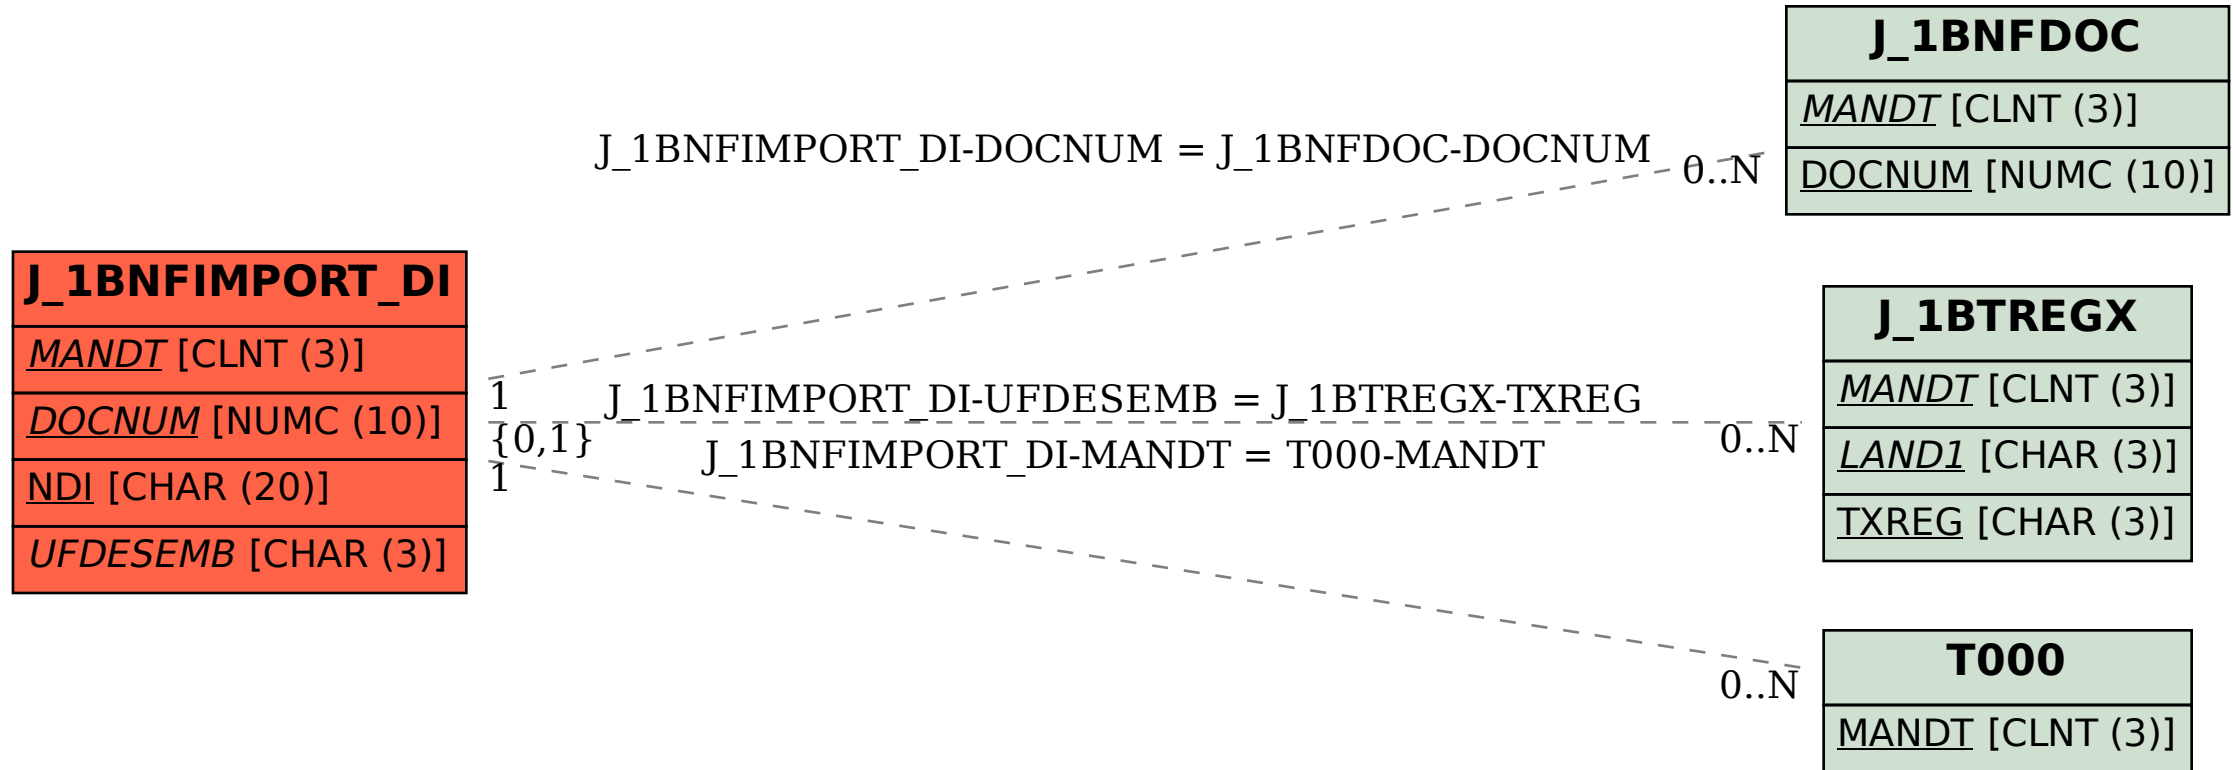 J_1BNFDOC
MANDT [CLNT (3)]
DOCNUM [NUMC (10)]
J_1BNFIMPORT_DI-DOCNUM = J_1BNFDOC-DOCNUM
0..N
J_1BNFIMPORT_DI
MANDT [CLNT (3)]
DOCNUM [NUMC (10)]
NDI [CHAR (20)]
UFDESEMB [CHAR (3)]
1
J_1BNFIMPORT_DI-UFDESEMB = J_1BTREGX-TXREG
{0,1}
0..N
J_1BNFIMPORT_DI-MANDT = T000-MANDT
1
0..N
J_1BTREGX
MANDT [CLNT (3)]
LAND1 [CHAR (3)]
TXREG [CHAR (3)]
T000
MANDT [CLNT (3)]